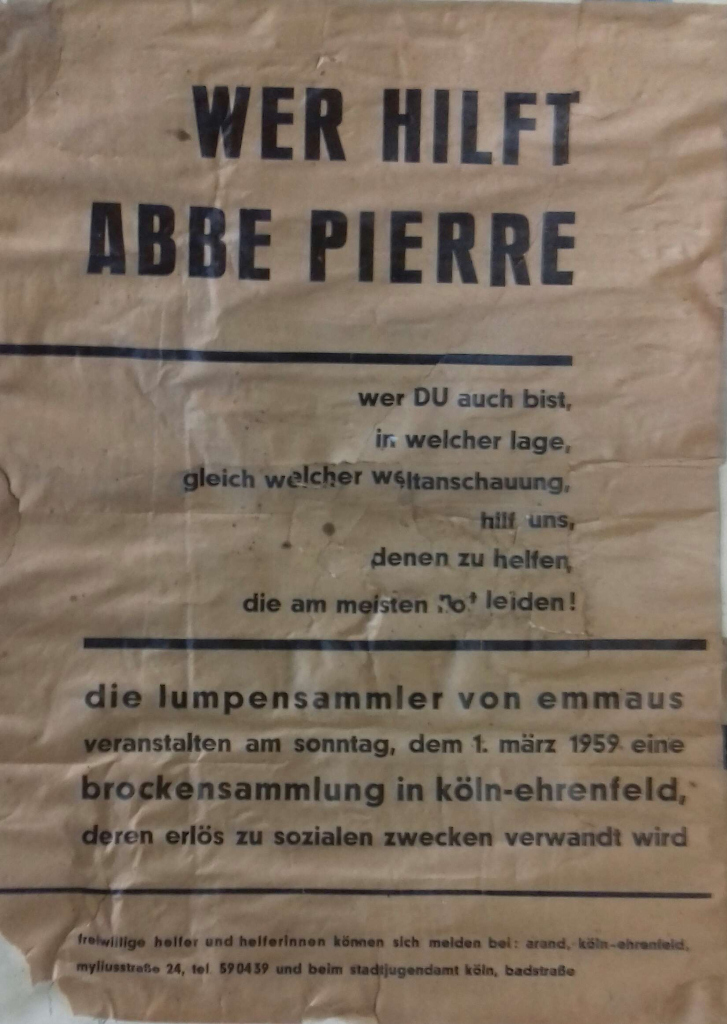 WER HILFT
ABBE PIERRE
wer DU auch bist,
in welcher lage,
gleich welcher weltanschauung,
hilf uns,
denen zu helfen,
die am meisten not leiden!
die lumpensammler von emmaus
veranstalten am sonntag, dem 1. märz 1959 eine
brockensammlung in köln-ehrenfeld,
deren erlös zu sozialen zwecken verwandt wird
freiwillige helfer und helferinnen können sich melden bei: arand, köln-ehrenfeld,
myliusstraße 24, tel. 590439 und beim stadtjugendamt köln, badstraße